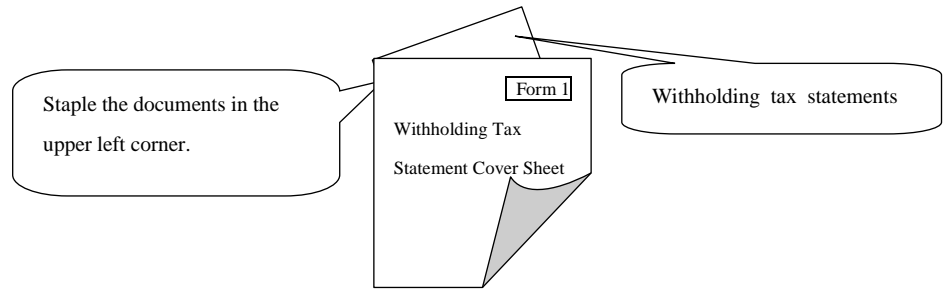 Staple the documents in the
upper left corner.
Form 1
Withholding Tax
Statement Cover Sheet
Withholding tax statements